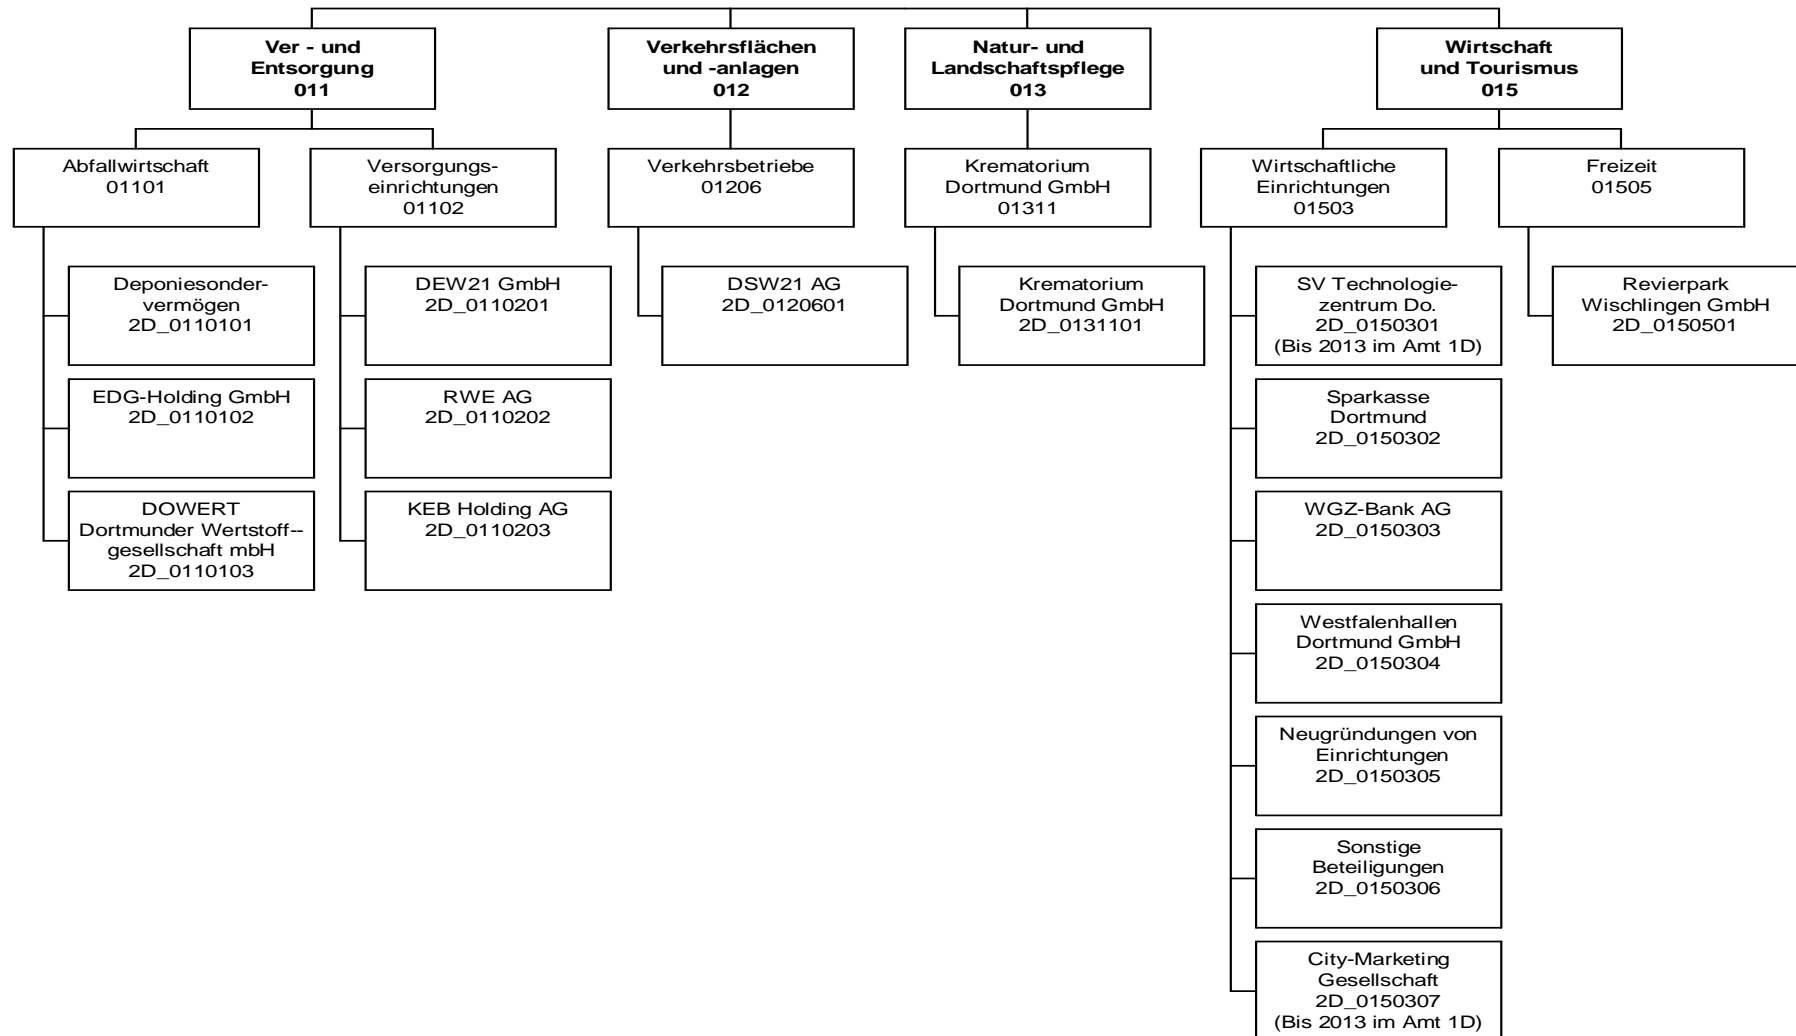 Ver - und
Entsorgung
011
Verkehrsflächen
und -anlagen
012
Natur- und
Landschaftspflege
013
Wirtschaft
und Tourismus
015
Abfallwirtschaft
01101
Versorgungs-
einrichtungen
01102
Verkehrsbetriebe
01206
Krematorium
Dortmund GmbH
01311
Wirtschaftliche
Einrichtungen
01503
Freizeit
01505
Deponiesonder-
vermögen
2D_0110101
DEW21 GmbH
2D_0110201
DSW21 AG
2D_0120601
Krematorium
Dortmund GmbH
2D_0131101
SV Technologie-
zentrum Do.
2D_0150301
(Bis 2013 im Amt 1D)
Revierpark
Wischlingen GmbH
2D_0150501
EDG-Holding GmbH
2D_0110102
RWE AG
2D_0110202
Sparkasse
Dortmund
2D_0150302
DOWERT
Dortmunder Wertstoff--
gesellschaft mbH
2D_0110103
KEB Holding AG
2D_0110203
WGZ-Bank AG
2D_0150303
Westfalenhallen
Dortmund GmbH
2D_0150304
Neugründungen von
Einrichtungen
2D_0150305
Sonstige
Beteiligungen
2D_0150306
City-Marketing
Gesellschaft
2D_0150307
(Bis 2013 im Amt 1D)